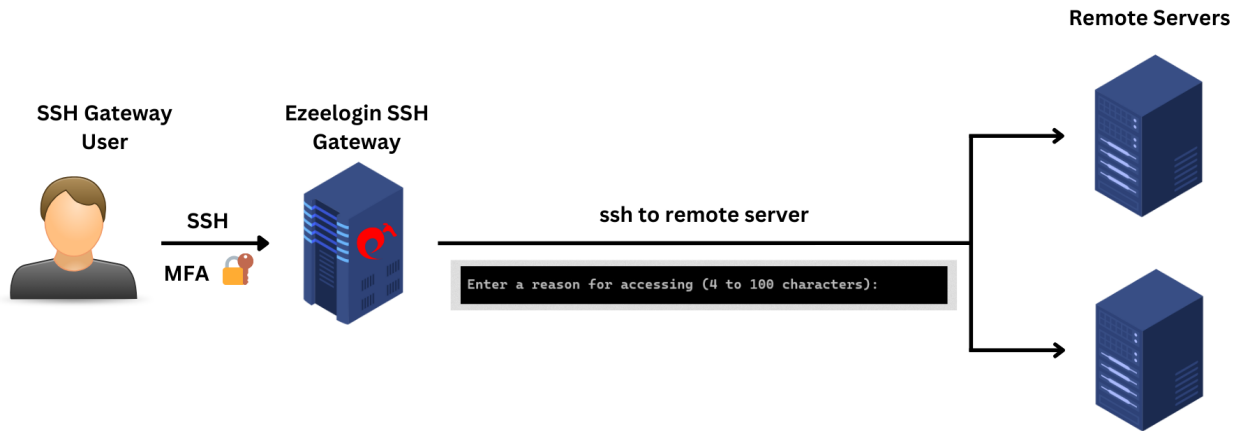 Remote Servers
SSH Gateway
User
Ezeelogin SSH
Gateway
SSH
MFA
ssh to remote server
Enter a reason for accessing (4 to 100 characters):